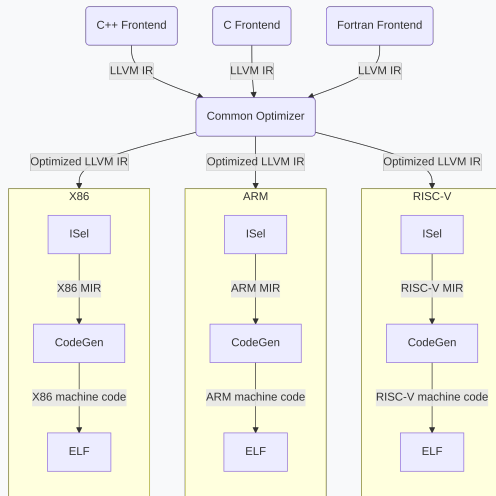 C++ Frontend
C Frontend
Fortran Frontend
LLVM IR
LLVM IR
LLVM IR
Common Optimizer
Optimized LLVM IR
Optimized LLVM IR
Optimized LLVM IR
X86
ARM
RISC-V
ISel
ISel
ISel
X86 MIR
ARM MIR
RISC-V MIR
CodeGen
CodeGen
CodeGen
X86 machine code
ARM machine code
RISC-V machine code
ELF
ELF
ELF